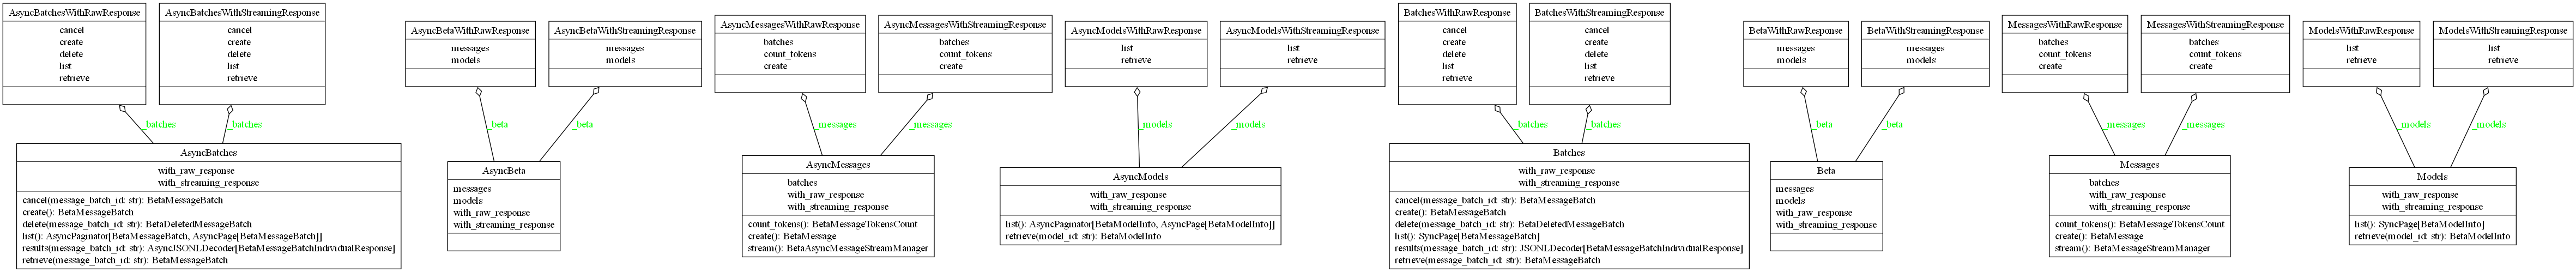 AsyncBatchesWithRawResponse
cancel
create
delete
list
retrieve
AsyncBatchesWithStreamingResponse
cancel
create
delete
list
retrieve
_batches
_batches
AsyncBatches
with_raw_response
with_streaming_response
cancel(message_batch_id: str): BetaMessageBatch
create(): BetaMessageBatch
delete(message_batch_id: str): BetaDeletedMessageBatch
list(): AsyncPaginator[BetaMessageBatch, AsyncPage[BetaMessageBatch]]
results(message_batch_id: str): AsyncJSONLDecoder[BetaMessageBatchIndividualResponse]
retrieve(message_batch_id: str): BetaMessageBatch
AsyncBetaWithRawResponse
messages
models
AsyncBetaWithStreamingResponse
messages
models
_beta
_beta
AsyncBeta
messages
models
with_raw_response
with_streaming_response
AsyncMessagesWithRawResponse
batches
count_tokens
create
AsyncMessagesWithStreamingResponse
batches
count_tokens
create
_messages
_messages
AsyncMessages
batches
with_raw_response
with_streaming_response
count_tokens(): BetaMessageTokensCount
create(): BetaMessage
stream(): BetaAsyncMessageStreamManager
AsyncModelsWithRawResponse
list
retrieve
AsyncModelsWithStreamingResponse
list
retrieve
_models
_models
AsyncModels
with_raw_response
with_streaming_response
list(): AsyncPaginator[BetaModelInfo, AsyncPage[BetaModelInfo]]
retrieve(model_id: str): BetaModelInfo
BatchesWithRawResponse
cancel
create
delete
list
retrieve
BatchesWithStreamingResponse
cancel
create
delete
list
retrieve
_batches
_batches
Batches
with_raw_response
with_streaming_response
cancel(message_batch_id: str): BetaMessageBatch
create(): BetaMessageBatch
delete(message_batch_id: str): BetaDeletedMessageBatch
list(): SyncPage[BetaMessageBatch]
results(message_batch_id: str): JSONLDecoder[BetaMessageBatchIndividualResponse]
retrieve(message_batch_id: str): BetaMessageBatch
BetaWithRawResponse
messages
models
BetaWithStreamingResponse
messages
models
_beta
_beta
Beta
messages
models
with_raw_response
with_streaming_response
MessagesWithRawResponse
batches
count_tokens
create
MessagesWithStreamingResponse
batches
count_tokens
create
_messages
_messages
Messages
batches
with_raw_response
with_streaming_response
count_tokens(): BetaMessageTokensCount
create(): BetaMessage
stream(): BetaMessageStreamManager
ModelsWithRawResponse
list
retrieve
ModelsWithStreamingResponse
list
retrieve
_models
_models
Models
with_raw_response
with_streaming_response
list(): SyncPage[BetaModelInfo]
retrieve(model_id: str): BetaModelInfo